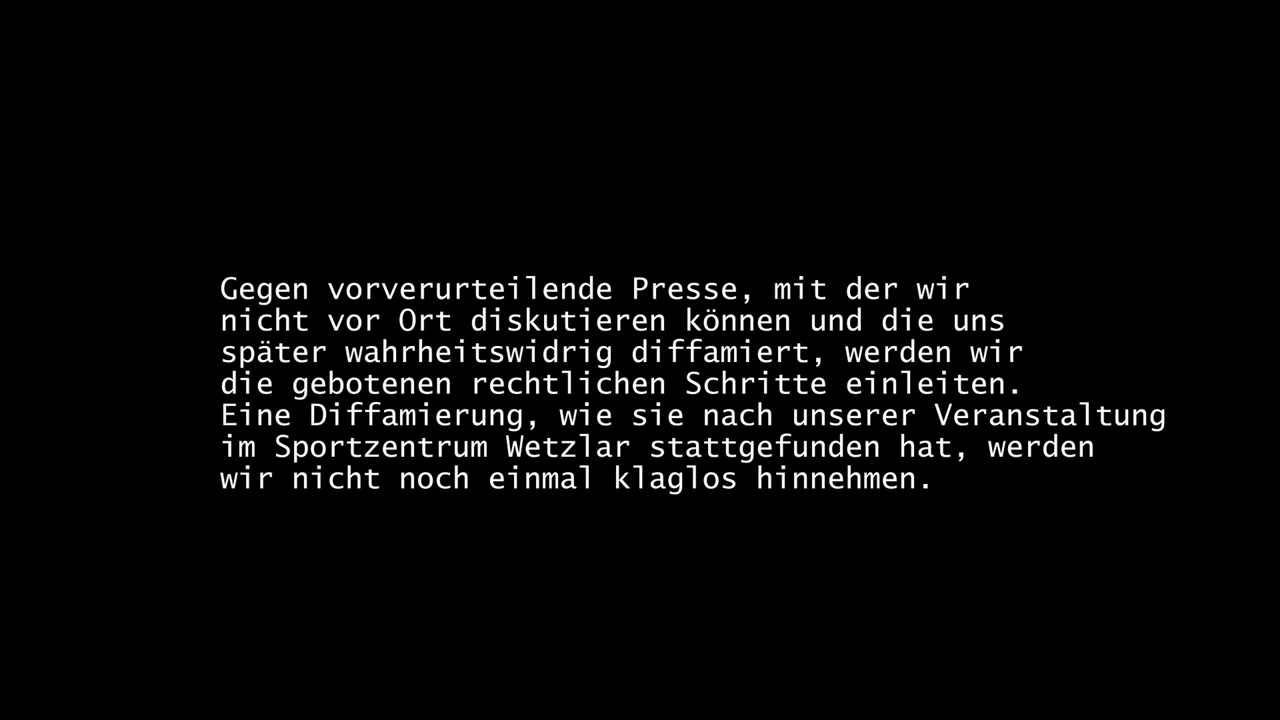 Gegen vorverurteilende Presse, mit der wir
nicht vor Ort diskutieren können und die uns
später wahrheitswidrig diffamiert, werden wir
die gebotenen rechtlichen Schritte einleiten.
Eine Diffamierung, wie sie nach unserer Veranstaltung
im Sportzentrum Wetzlar stattgefunden hat, werden
wir nicht noch einmal klaglos hinnehmen.